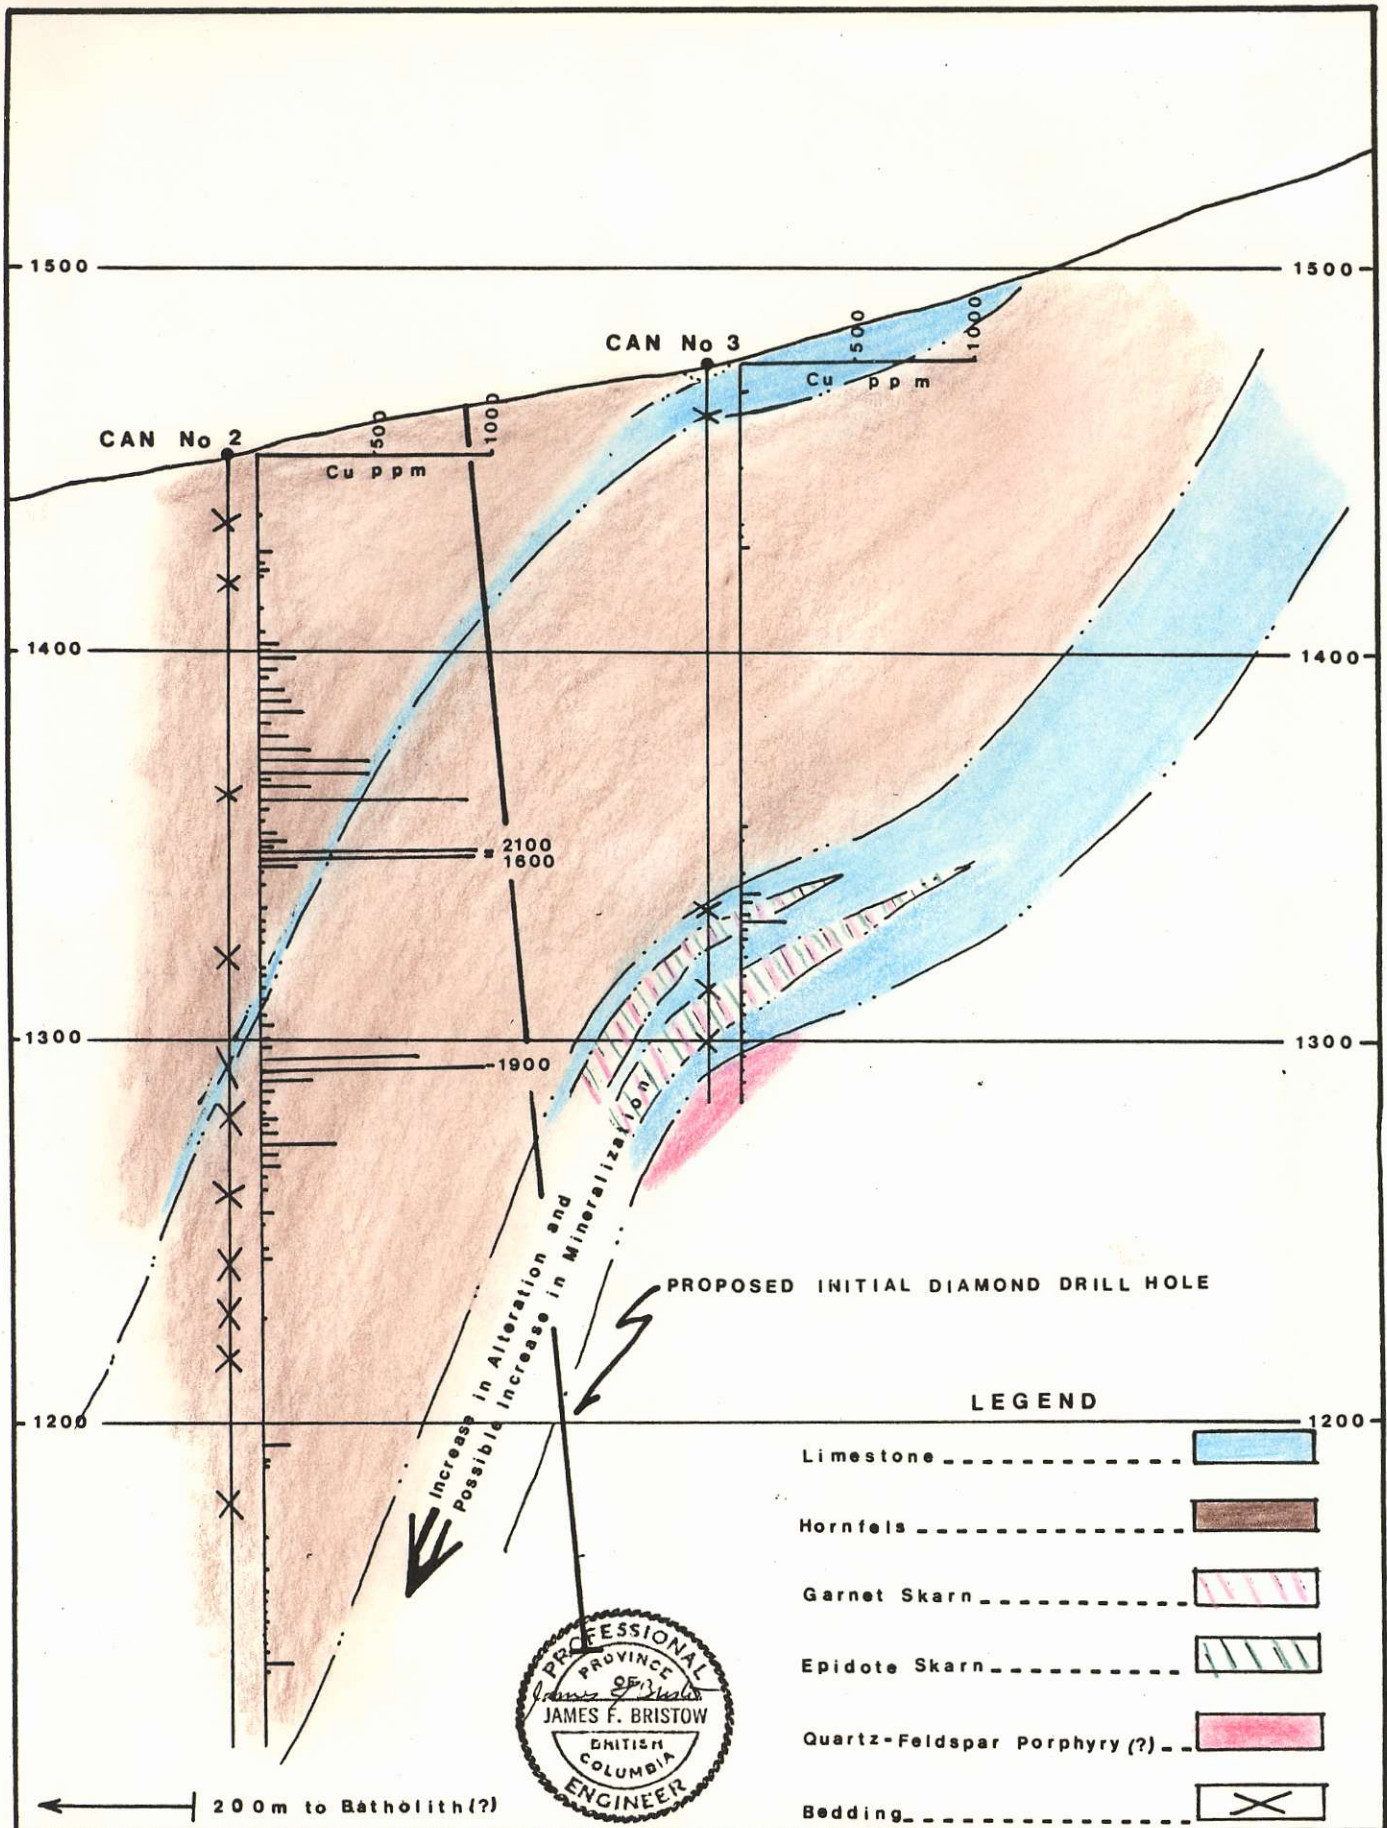 1500
1500
CAN No 3
500
1000
Cu ppm
CAN No 2
500
1000
Cu ppm
1400
1400
2100
1600
1300
1300
1900
Increase in Alteration and
Possible Increase in Mineralization
PROPOSED INITIAL DIAMOND DRILL HOLE
1200
1200
LEGEND
Limestone
Hornfels
Garnet Skarn
Epidote Skarn
Quartz-Feldspar Porphyry (?)
Bedding
PROFESSIONAL
PROVINCE
OF
James F Bristow
JAMES F. BRISTOW
BRITISH
COLUMBIA
ENGINEER
200m to Batholith(?)